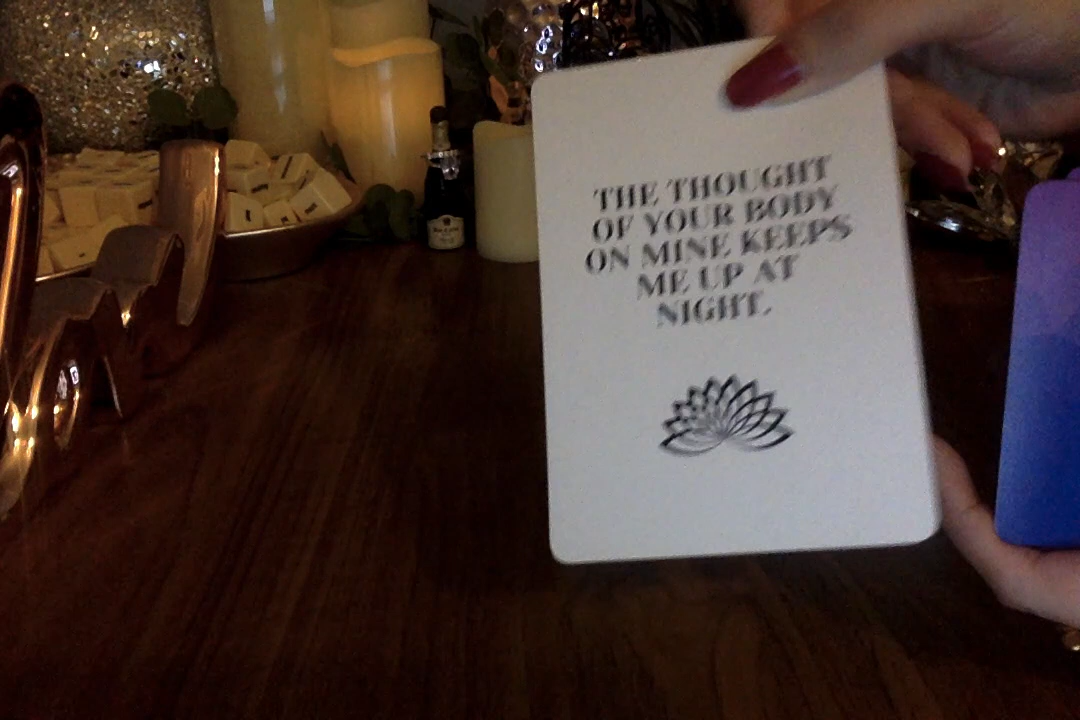 THE THOUGHT
OF YOUR BODY
ON MINE KEEPS
ME UP AT
NIGHT.